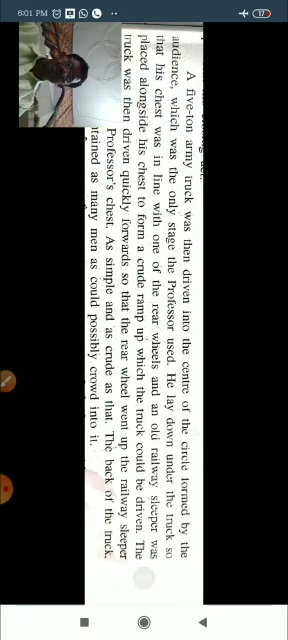 6:01 PM
17
A five-ton army truck was then driven into the centre of the circle formed by the
audience, which was the only stage the Professor used. He lay down under the truck so
that his chest was in line with one of the rear wheels and an old railway sleeper was
placed alongside his chest to form a crude ramp up which the truck could be driven. The
truck was then driven quickly forwards so that the rear wheel went up the railway sleeper
Professor's chest. As simple and as crude as that. The back of the truck,
tained as many men as could possibly crowd into it.